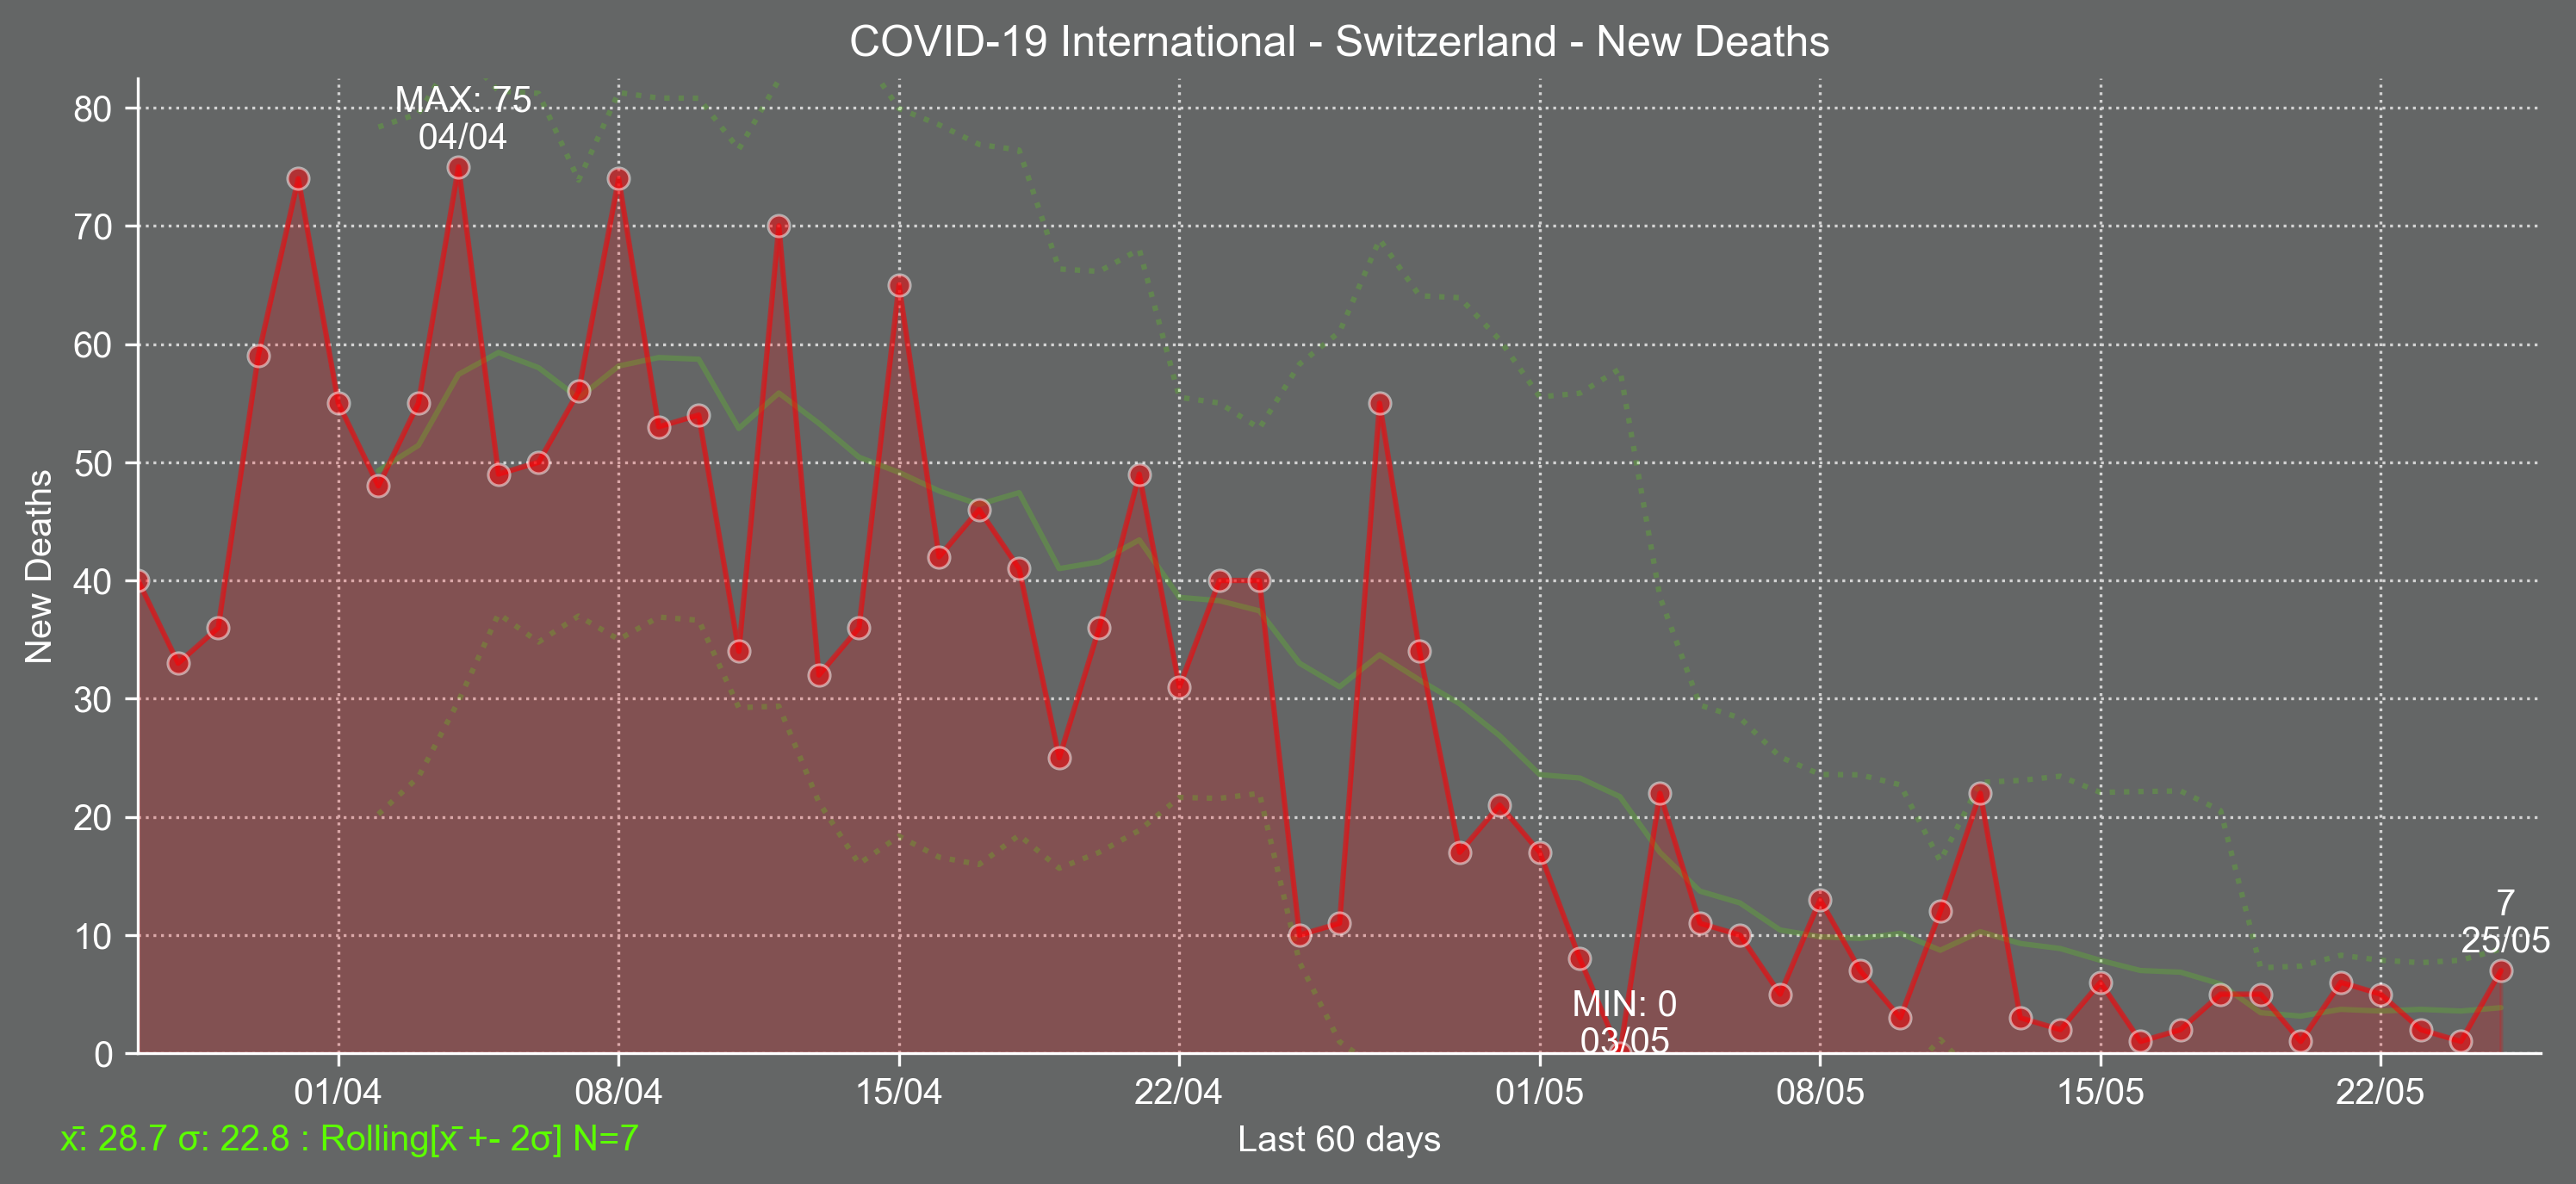 COVID-19 International - Switzerland - New Deaths
MAX: 75
04/04
80
70
60
50
40
30
20
10
0
New Deaths
7
25/05
MIN: 0
03/05
01/04 08/04 15/04 22/04 01/05 08/05 15/05 22/05
x̄: 28.7 σ: 22.8 : Rolling[x̄ +- 2σ] N=7
Last 60 days